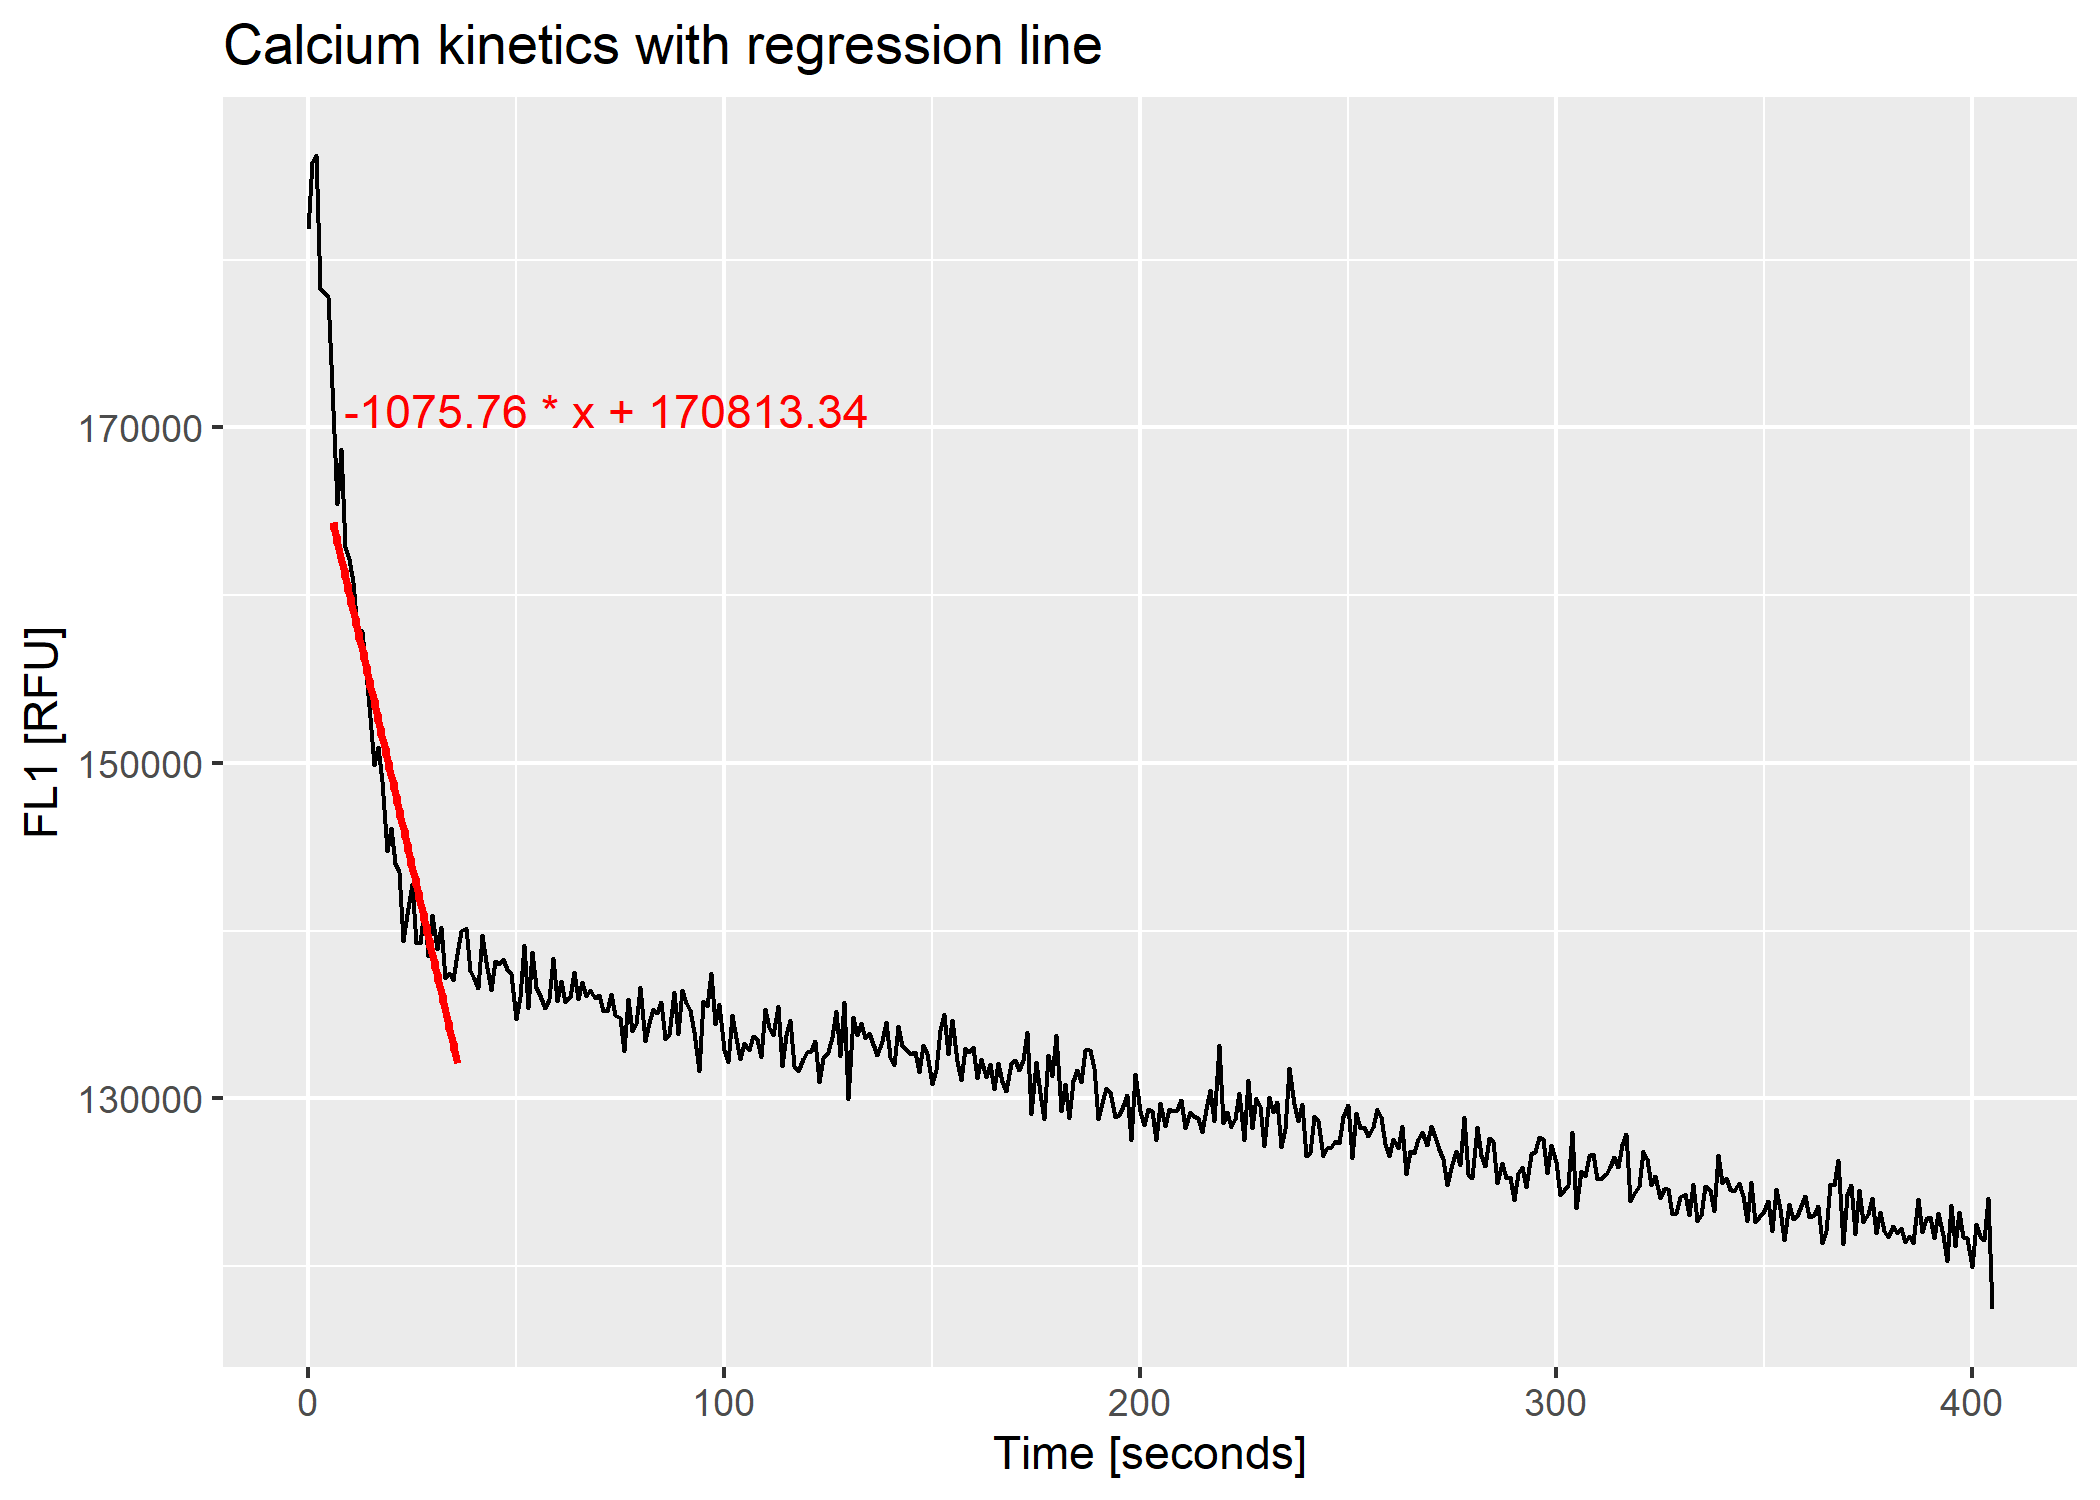 Calcium kinetics with regression line
-1075.76 * x + 170813.34
170000
150000
130000
FL1 [RFU]
0 100 200 300 400
Time [seconds]